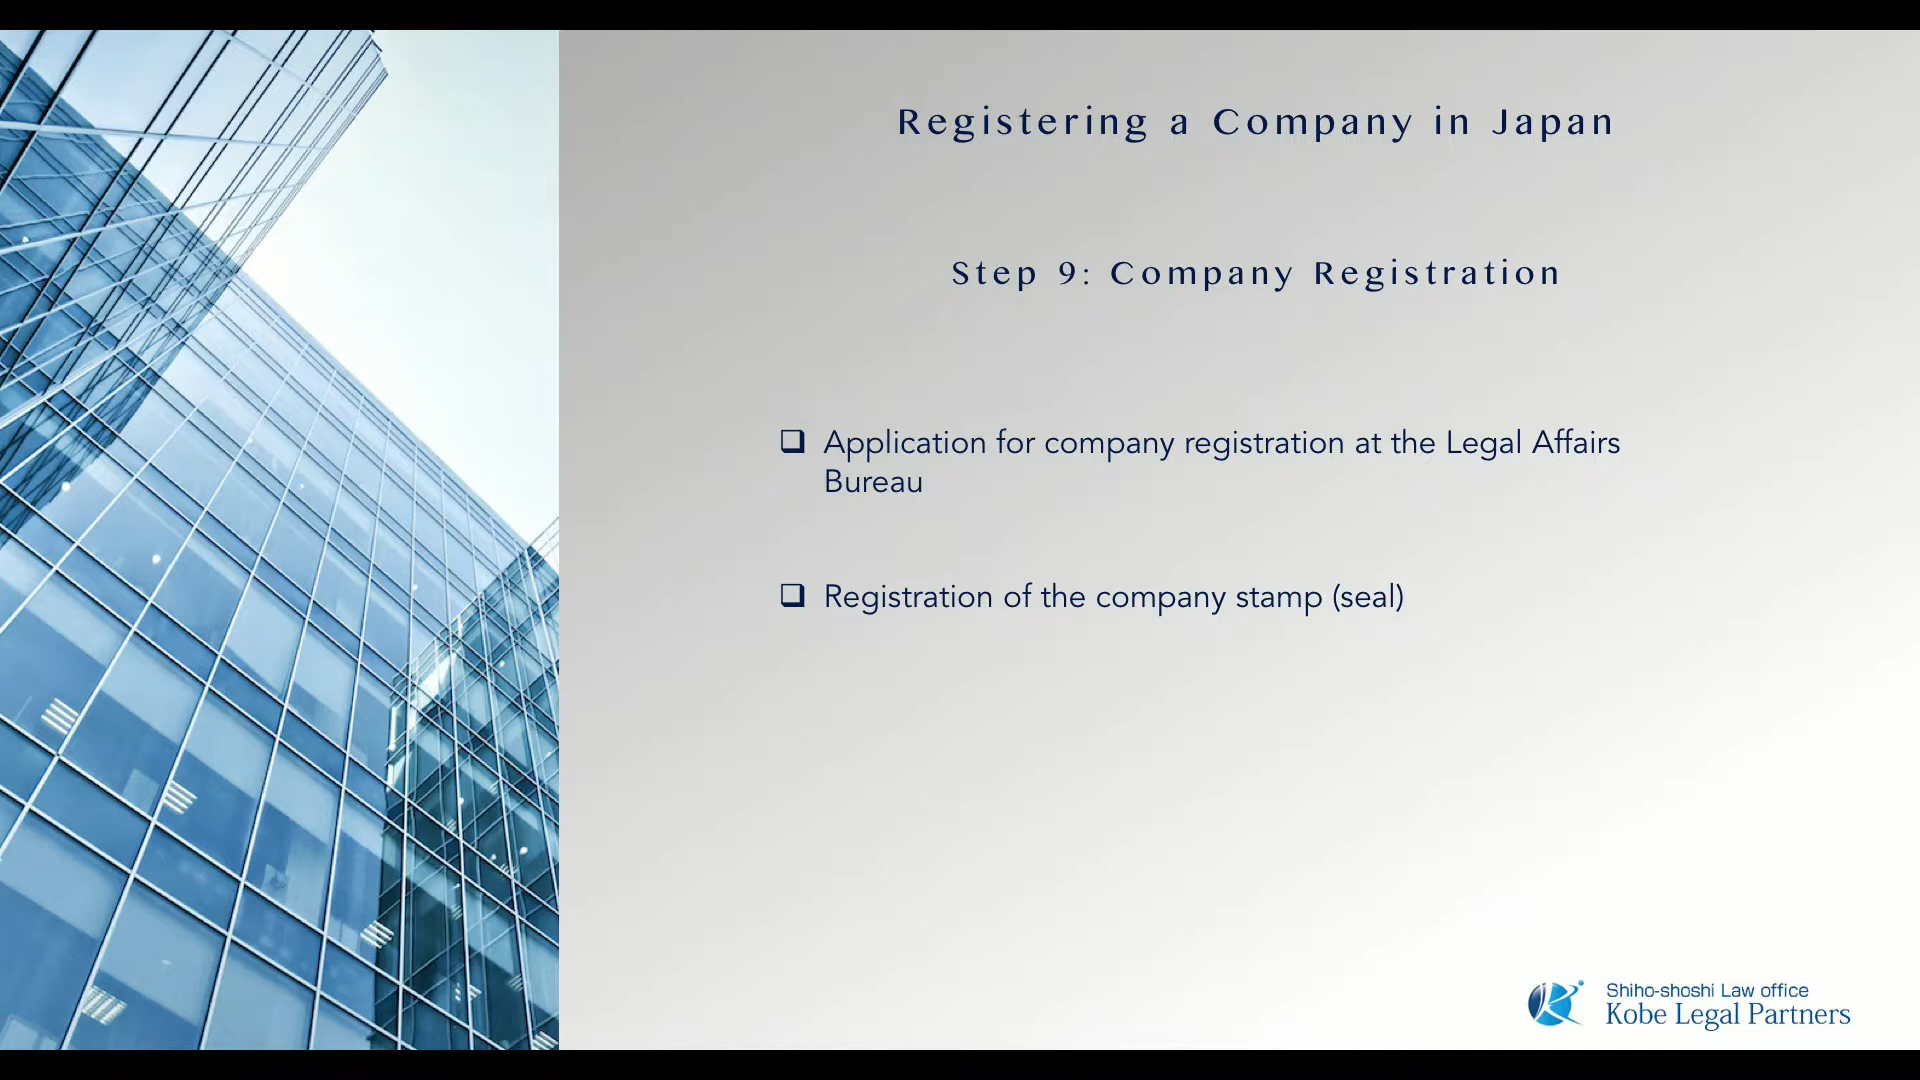 Registering a Company in Japan
Step 9: Company Registration
❑ Application for company registration at the Legal Affairs
Bureau
❑ Registration of the company stamp (seal)
Shiho-shoshi Law office
Kobe Legal Partners